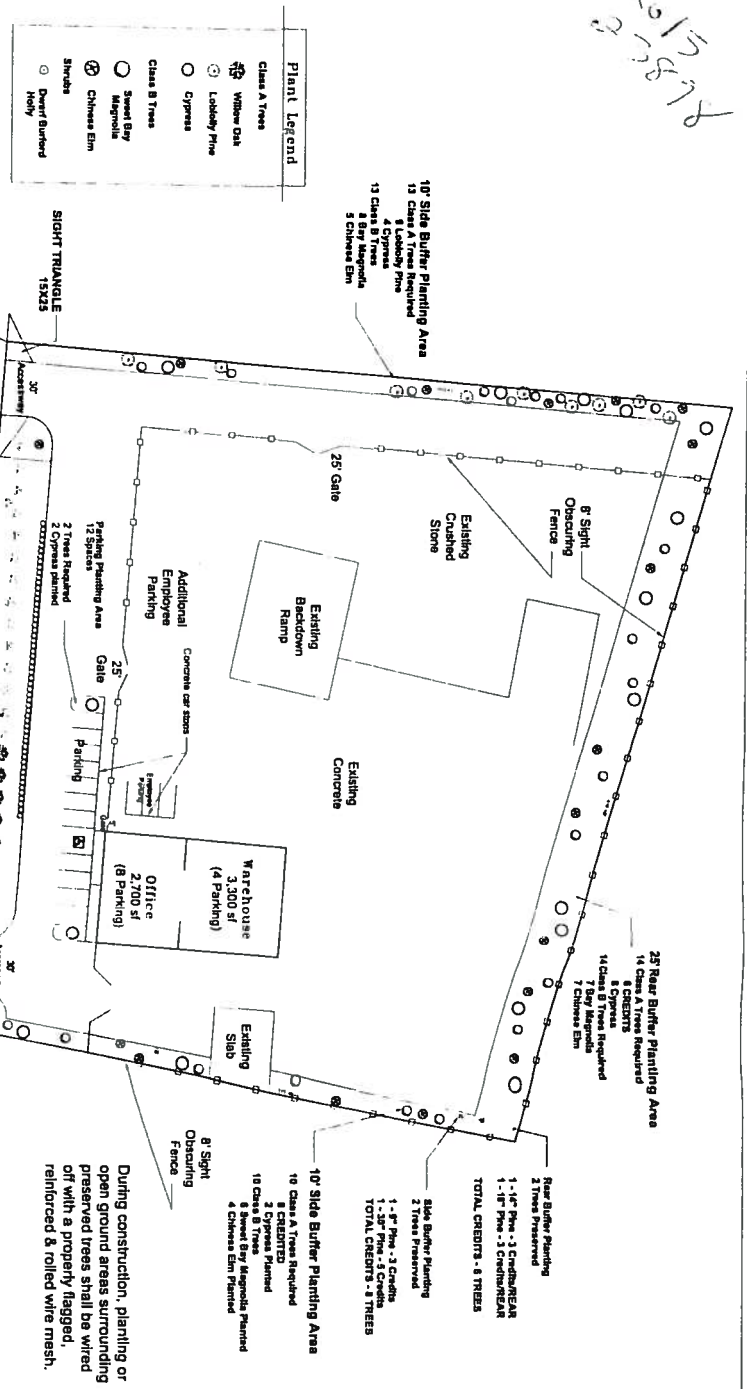 Plant Legend
Class A Trees
Willow Oak
Loblolly Pine
Cypress
Class B Trees
Sweet Bay
Magnolia
Chinese Elm
Shrubs
Dwarf Burford
Holly
SIGHT TRIANGLE
15X25
10' Side Buffer Planting Area
13 Class A Trees Required
9 Loblolly Pine
4 Cypress
13 Class B Trees
8 Bay Magnolia
5 Chinese Elm
30'
Accessway
25' Gate
8' Sight
Obscuring
Fence
Existing
Crushed
Stone
Existing
Backdown
Ramp
Additional
Employee
Parking
Parking Planting Area
12 Spaces
2 Trees Required
2 Cypress planted
25'
Gate
Concrete car stops
Parking
Employee
Parking
Existing
Concrete
Warehouse
3,300 sf
(4 Parking)
Office
2,700 sf
(8 Parking)
30'
Existing
Slab
25' Rear Buffer Planting Area
14 Class A Trees Required
6 CREDITS
8 Cypress
14 Class B Trees Required
7 Bay Magnolia
7 Chinese Elm
Rear Buffer Planting
2 Trees Preserved
1 - 14" Pine - 3 Credits/REAR
1 - 18" Pine - 3 Credits/REAR
TOTAL CREDITS - 6 TREES
Side Buffer Planting
2 Trees Preserved
1 - 9" Pine - 3 Credits
1 - 30" Pine - 5 Credits
TOTAL CREDITS - 8 TREES
10' Side Buffer Planting Area
10 Class A Trees Required
8 CREDITED
2 Cypress Planted
10 Class B Trees
6 Sweet Bay Magnolia Planted
4 Chinese Elm Planted
8' Sight
Obscuring
Fence
During construction, planting or
open ground areas surrounding
preserved trees shall be wired
off with a properly flagged,
reinforced & rolled wire mesh.